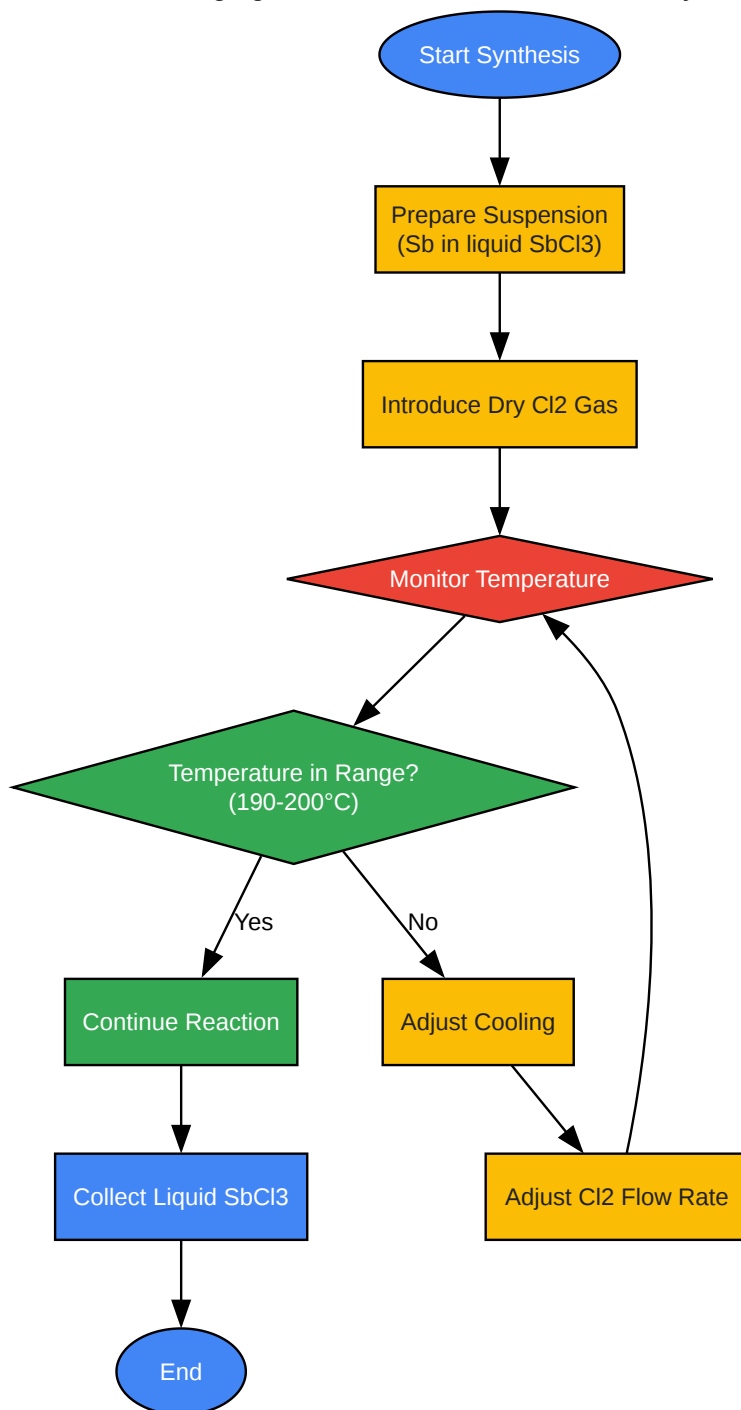 Start Synthesis
Prepare Suspension
(Sb in liquid SbCl3)
Introduce Dry Cl2 Gas
Monitor Temperature
Temperature in Range?
(190-200°C)
Yes
No
Continue Reaction
Adjust Cooling
Collect Liquid SbCl3
Adjust Cl2 Flow Rate
End